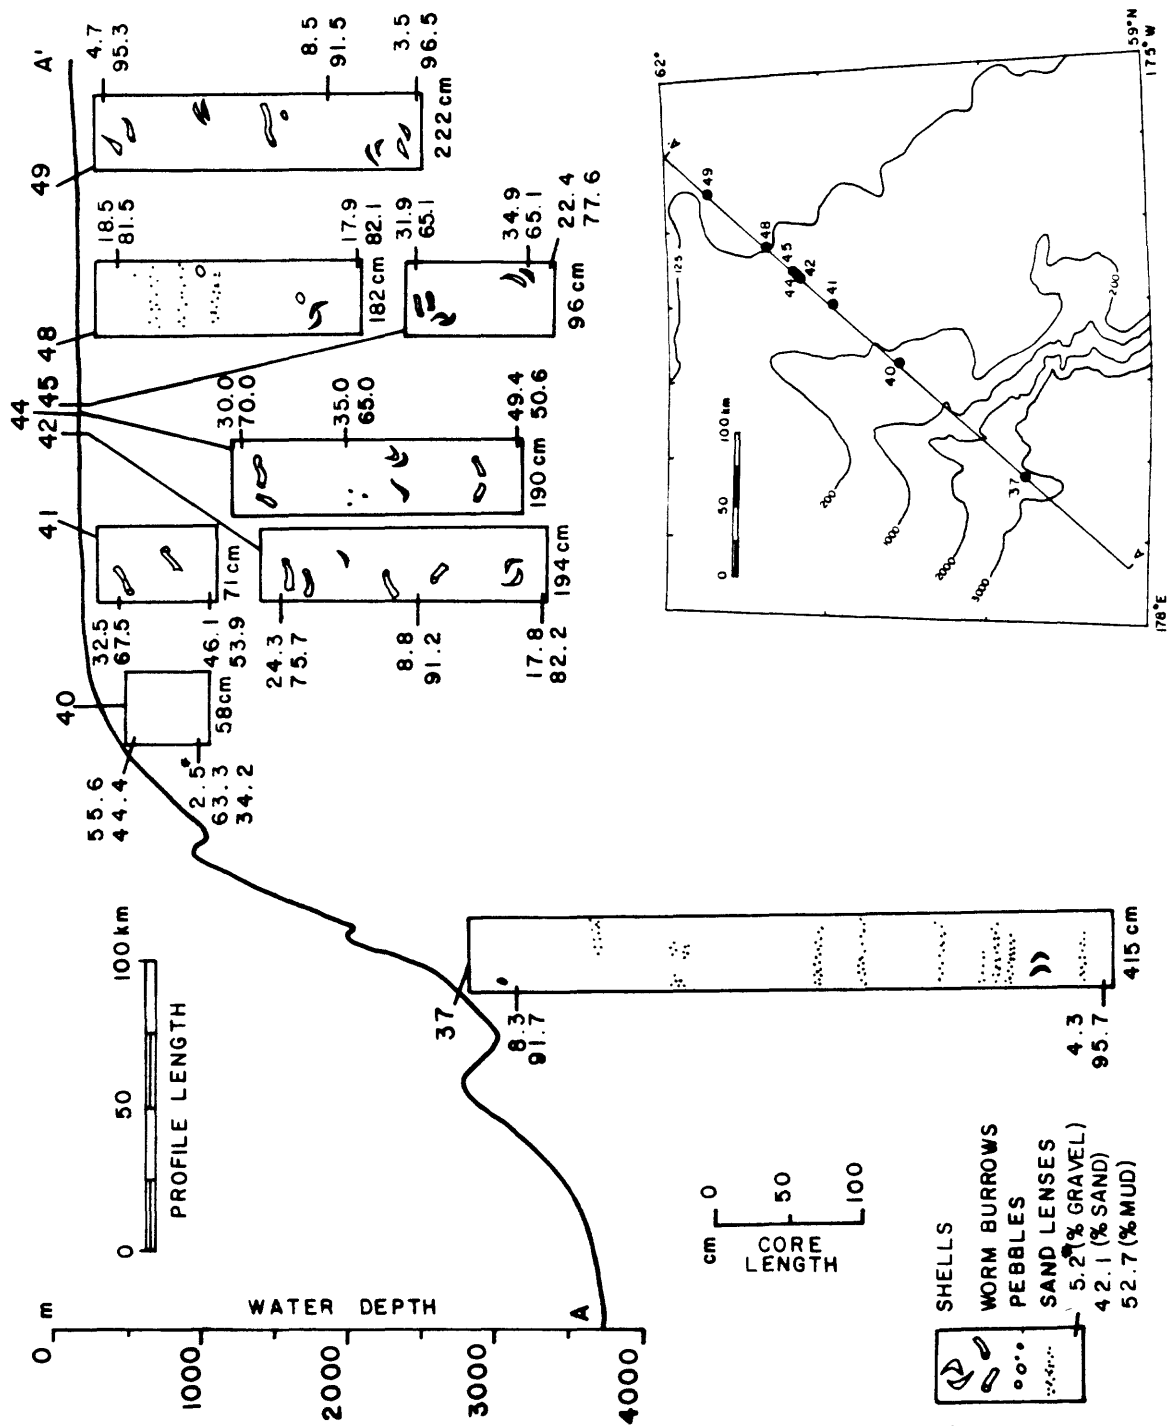 0 m
1000
2000
3000
4000
WATER DEPTH
A
A'
0 50 100 km
PROFILE LENGTH
37
8.3
91.7
4.3
95.7
415 cm
40
55.6
44.4
2.5*
63.3
34.2
58 cm
41
32.5
67.5
46.1
53.9
71 cm
42
24.3
75.7
8.8
91.2
17.8
82.2
194 cm
44
30.0
70.0
35.0
65.0
49.4
50.6
190 cm
45
31.9
65.1
34.9
65.1
22.4
77.6
96 cm
48
18.5
81.5
17.9
82.1
182 cm
49
4.7
95.3
8.5
91.5
3.5
96.5
222 cm
cm 0
50
100
CORE
LENGTH
SHELLS
WORM BURROWS
PEBBLES
SAND LENSES
5.2* (% GRAVEL)
42.1 (% SAND)
52.7 (% MUD)
62°
59° N
175° W
178° E
0 50 100 km
A'
A
49
48
45
44
42
41
40
37
125
200
200
1000
2000
3000